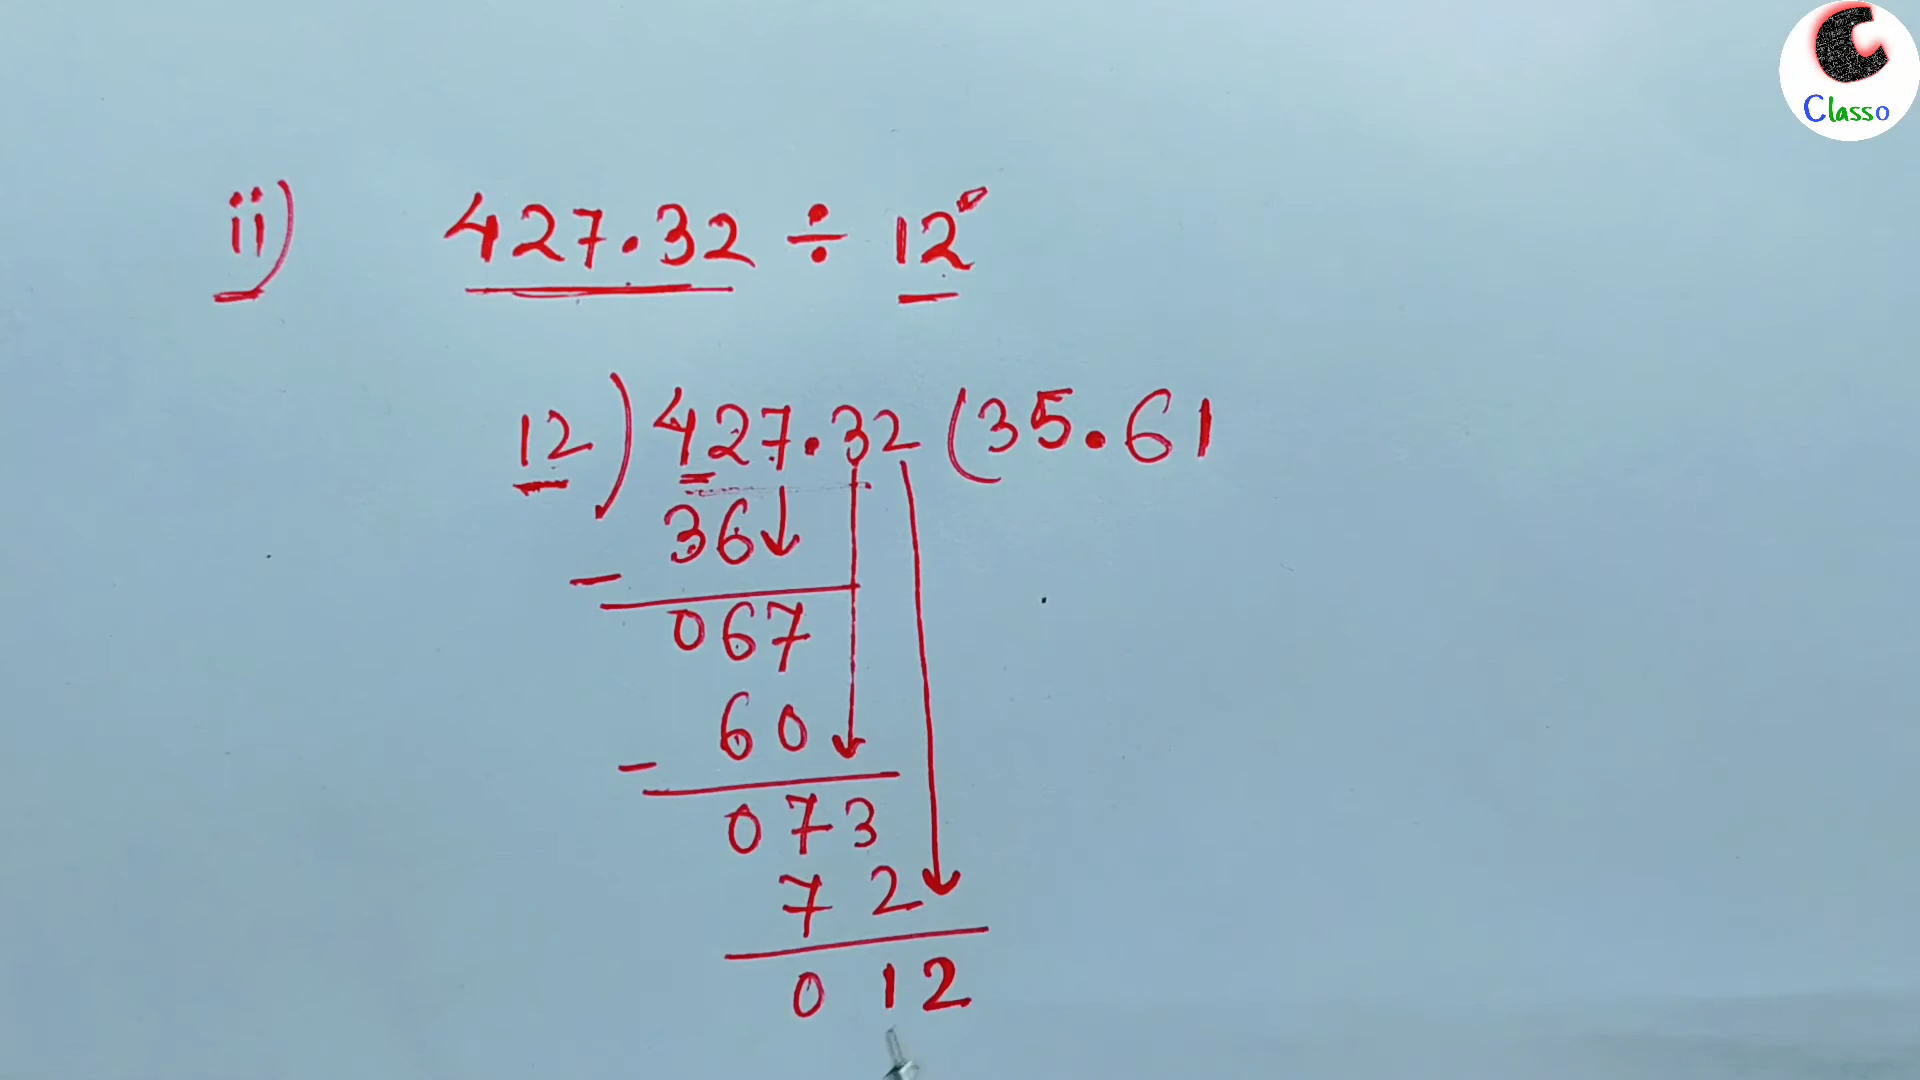 C
Classo
ii) 427.32 ÷ 12
12) 427.32 (35.61
36
−
067
60
−
073
72
012